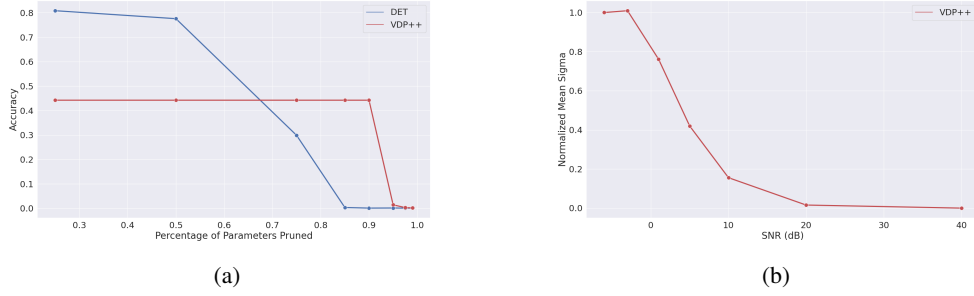 DET
VDP++
0.8
0.7
0.6
0.5
0.4
0.3
0.2
0.1
0.0
Accuracy
0.3 0.4 0.5 0.6 0.7 0.8 0.9 1.0
Percentage of Parameters Pruned
(a)
VDP++
1.0
0.8
0.6
0.4
0.2
0.0
Normalized Mean Sigma
0 10 20 30 40
SNR (dB)
(b)